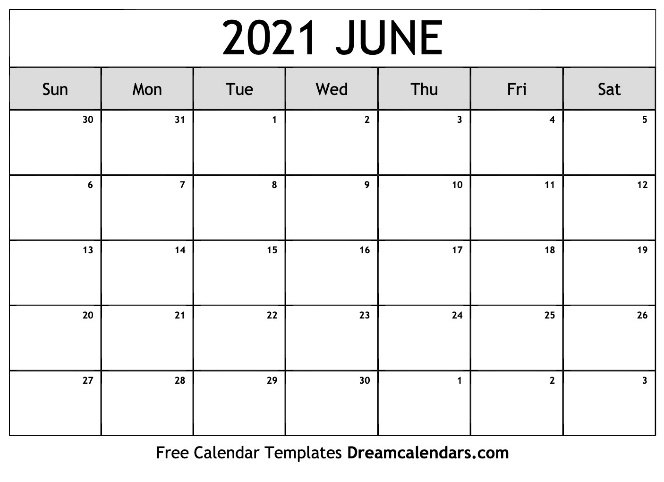 2021 JUNE
Sun Mon Tue Wed Thu Fri Sat
30 31 1 2 3 4 5
6 7 8 9 10 11 12
13 14 15 16 17 18 19
20 21 22 23 24 25 26
27 28 29 30 1 2 3
Free Calendar Templates Dreamcalendars.com